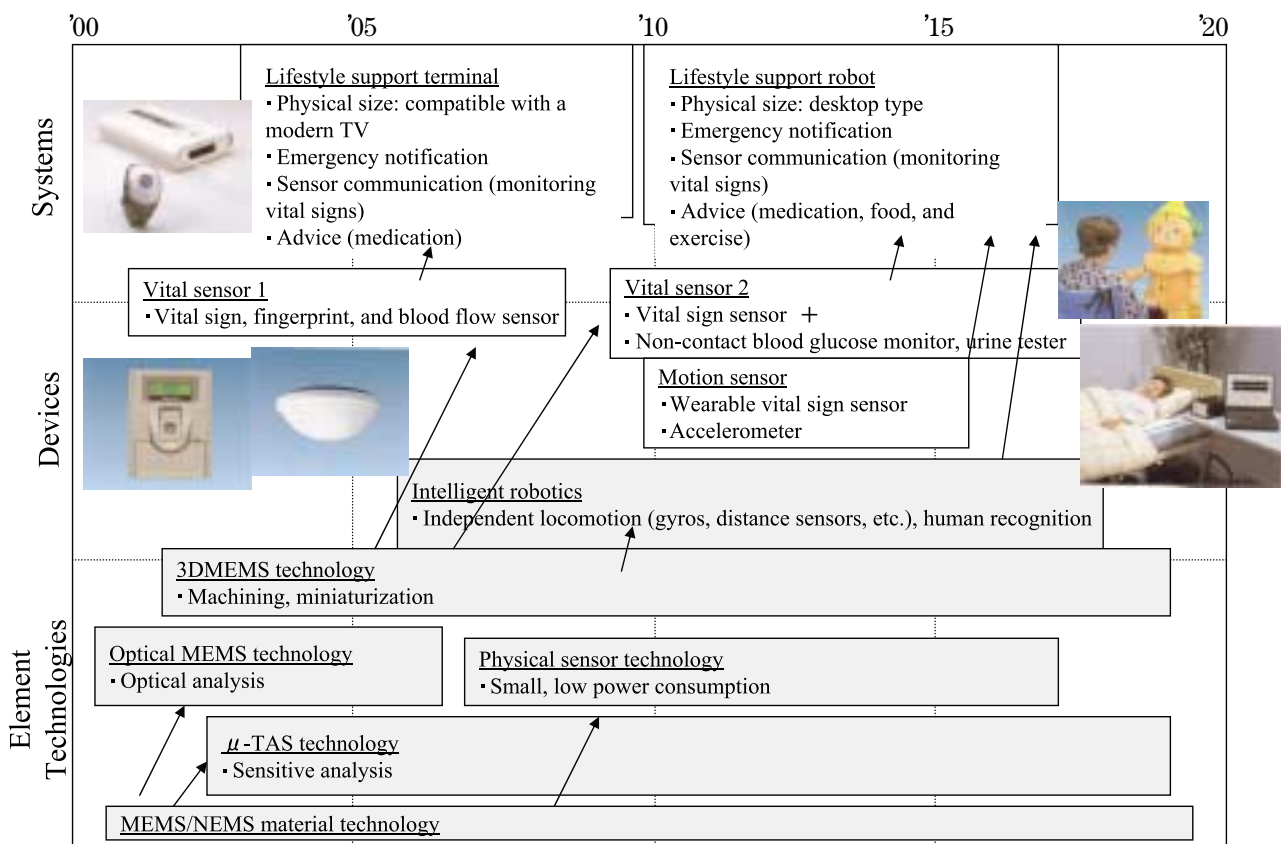 '00 '05 '10 '15 '20
Systems
Lifestyle support terminal
▪ Physical size: compatible with a
modern TV
▪ Emergency notification
▪ Sensor communication (monitoring
vital signs)
▪ Advice (medication)
Lifestyle support robot
▪ Physical size: desktop type
▪ Emergency notification
▪ Sensor communication (monitoring
vital signs)
▪ Advice (medication, food, and
exercise)
Devices
Vital sensor 1
▪ Vital sign, fingerprint, and blood flow sensor
Vital sensor 2
▪ Vital sign sensor +
▪ Non-contact blood glucose monitor, urine tester
Motion sensor
▪ Wearable vital sign sensor
▪ Accelerometer
Intelligent robotics
▪ Independent locomotion (gyros, distance sensors, etc.), human recognition
Element
Technologies
3DMEMS technology
▪ Machining, miniaturization
Optical MEMS technology
▪ Optical analysis
Physical sensor technology
▪ Small, low power consumption
μ-TAS technology
▪ Sensitive analysis
MEMS/NEMS material technology